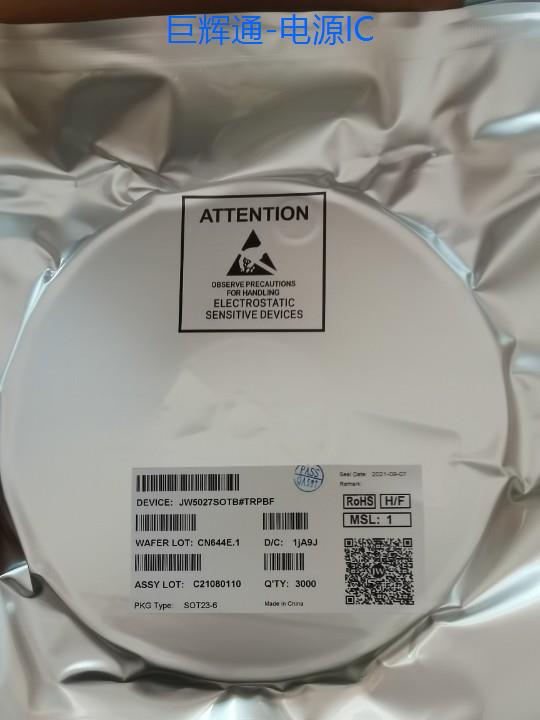 巨辉通-电源IC
ATTENTION
OBSERVE PRECAUTIONS
FOR HANDLING
ELECTROSTATIC
SENSITIVE DEVICES
PASS
Seal Date: 2021-09-07
Remark:
DEVICE: JW5027SOTB#TRPBF
RoHS H/F
MSL: 1
WAFER LOT: CN644E.1 D/C: 1jA9J
ASSY LOT: C21080110 Q'TY: 3000
PKG Type: SOT23-6 Made in China